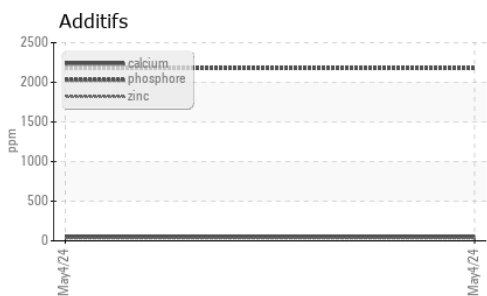 Additifs
2500
2000
1500
1000
500
0
ppm
calcium
phosphore
zinc
May4/24
May4/24